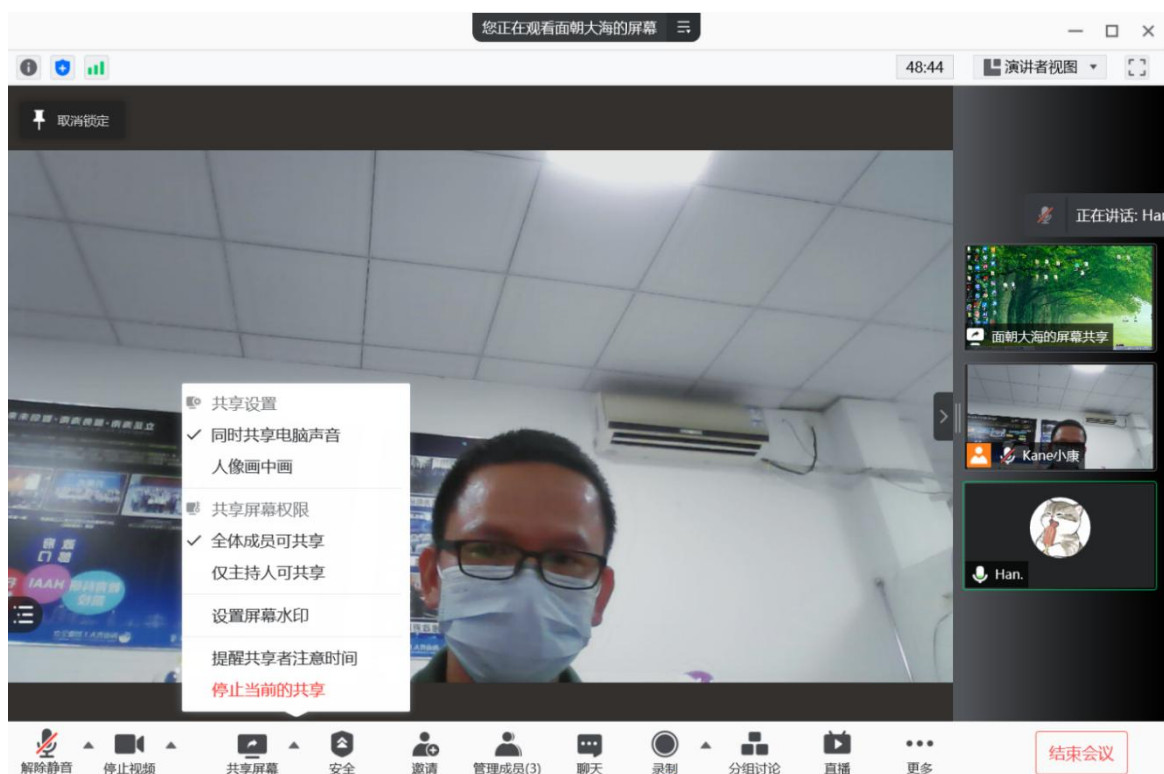 您正在观看面朝大海的屏幕
48:44
演讲者视图
取消锁定
正在讲话: Har
面朝大海的屏幕共享
Kane小康
Han.
共享设置
同时共享电脑声音
人像画中画
共享屏幕权限
全体成员可共享
仅主持人可共享
设置屏幕水印
提醒共享者注意时间
停止当前的共享
HAAI
解除静音
停止视频
共享屏幕
安全
邀请
管理成员(3)
聊天
录制
分组讨论
直播
更多
结束会议